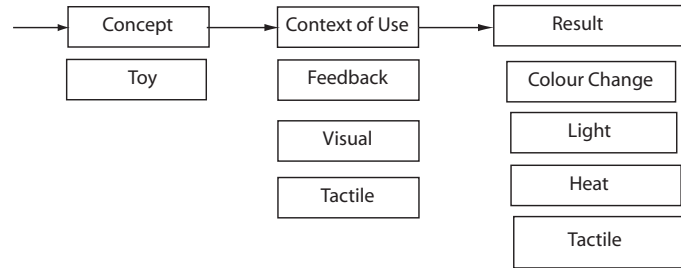 Concept
Context of Use
Result
Toy
Feedback
Colour Change
Visual
Light
Tactile
Heat
Tactile